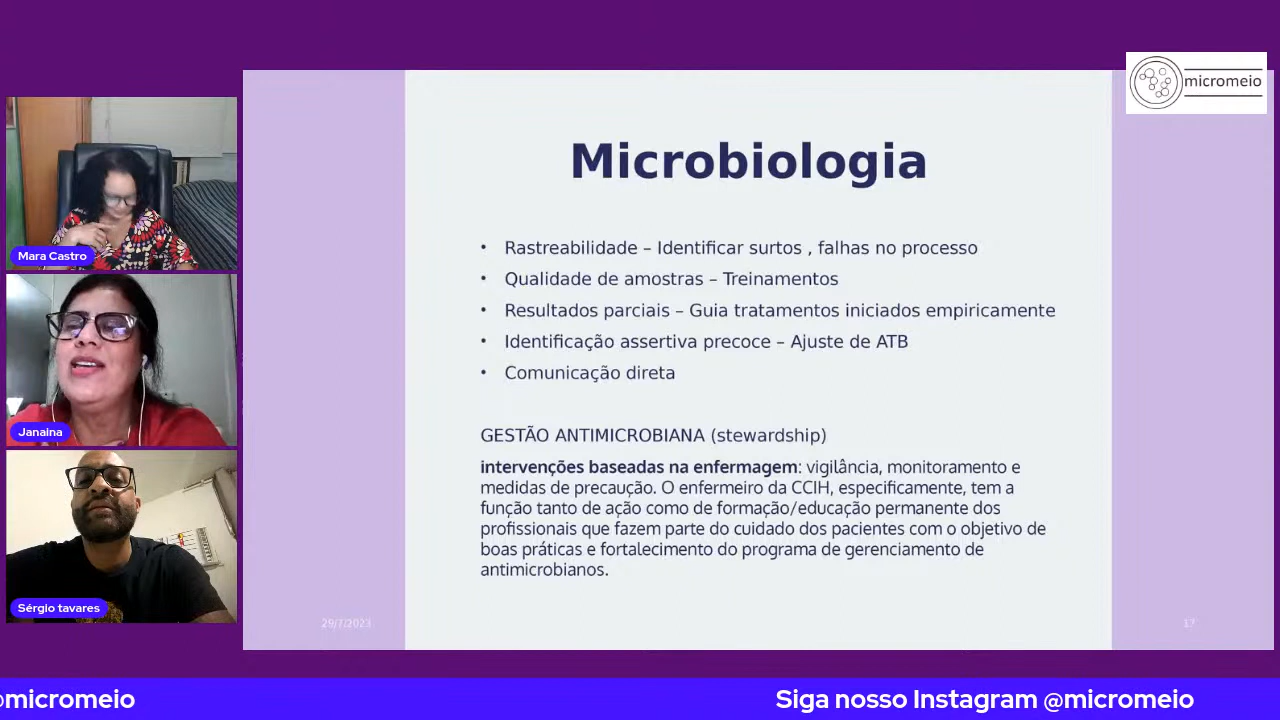 micromeio
Microbiologia
• Rastreabilidade – Identificar surtos , falhas no processo
• Qualidade de amostras – Treinamentos
• Resultados parciais – Guia tratamentos iniciados empiricamente
• Identificação assertiva precoce – Ajuste de ATB
• Comunicação direta
GESTÃO ANTIMICROBIANA (stewardship)
intervenções baseadas na enfermagem: vigilância, monitoramento e
medidas de precaução. O enfermeiro da CCIH, especificamente, tem a
função tanto de ação como de formação/educação permanente dos
profissionais que fazem parte do cuidado dos pacientes com o objetivo de
boas práticas e fortalecimento do programa de gerenciamento de
antimicrobianos.
29/7/2023
17
Mara Castro
Janaina
Sérgio tavares
@micromeio
Siga nosso Instagram @micromeio